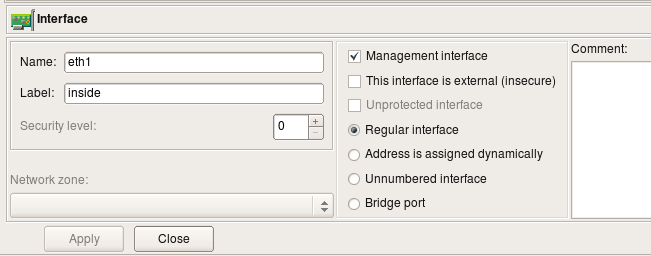 Interface
Name: eth1
Label: inside
Security level: 0
Network zone:
Management interface
This interface is external (insecure)
Unprotected interface
Regular interface
Address is assigned dynamically
Unnumbered interface
Bridge port
Comment:
Apply Close